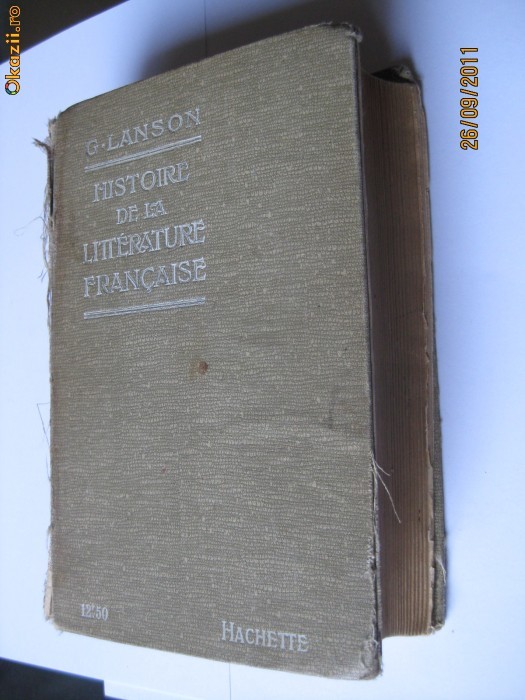 Okazii.ro
26/09/2011
G. LANSON
HISTOIRE
DE LA
LITTÉRATURE
FRANÇAISE
12f50
HACHETTE